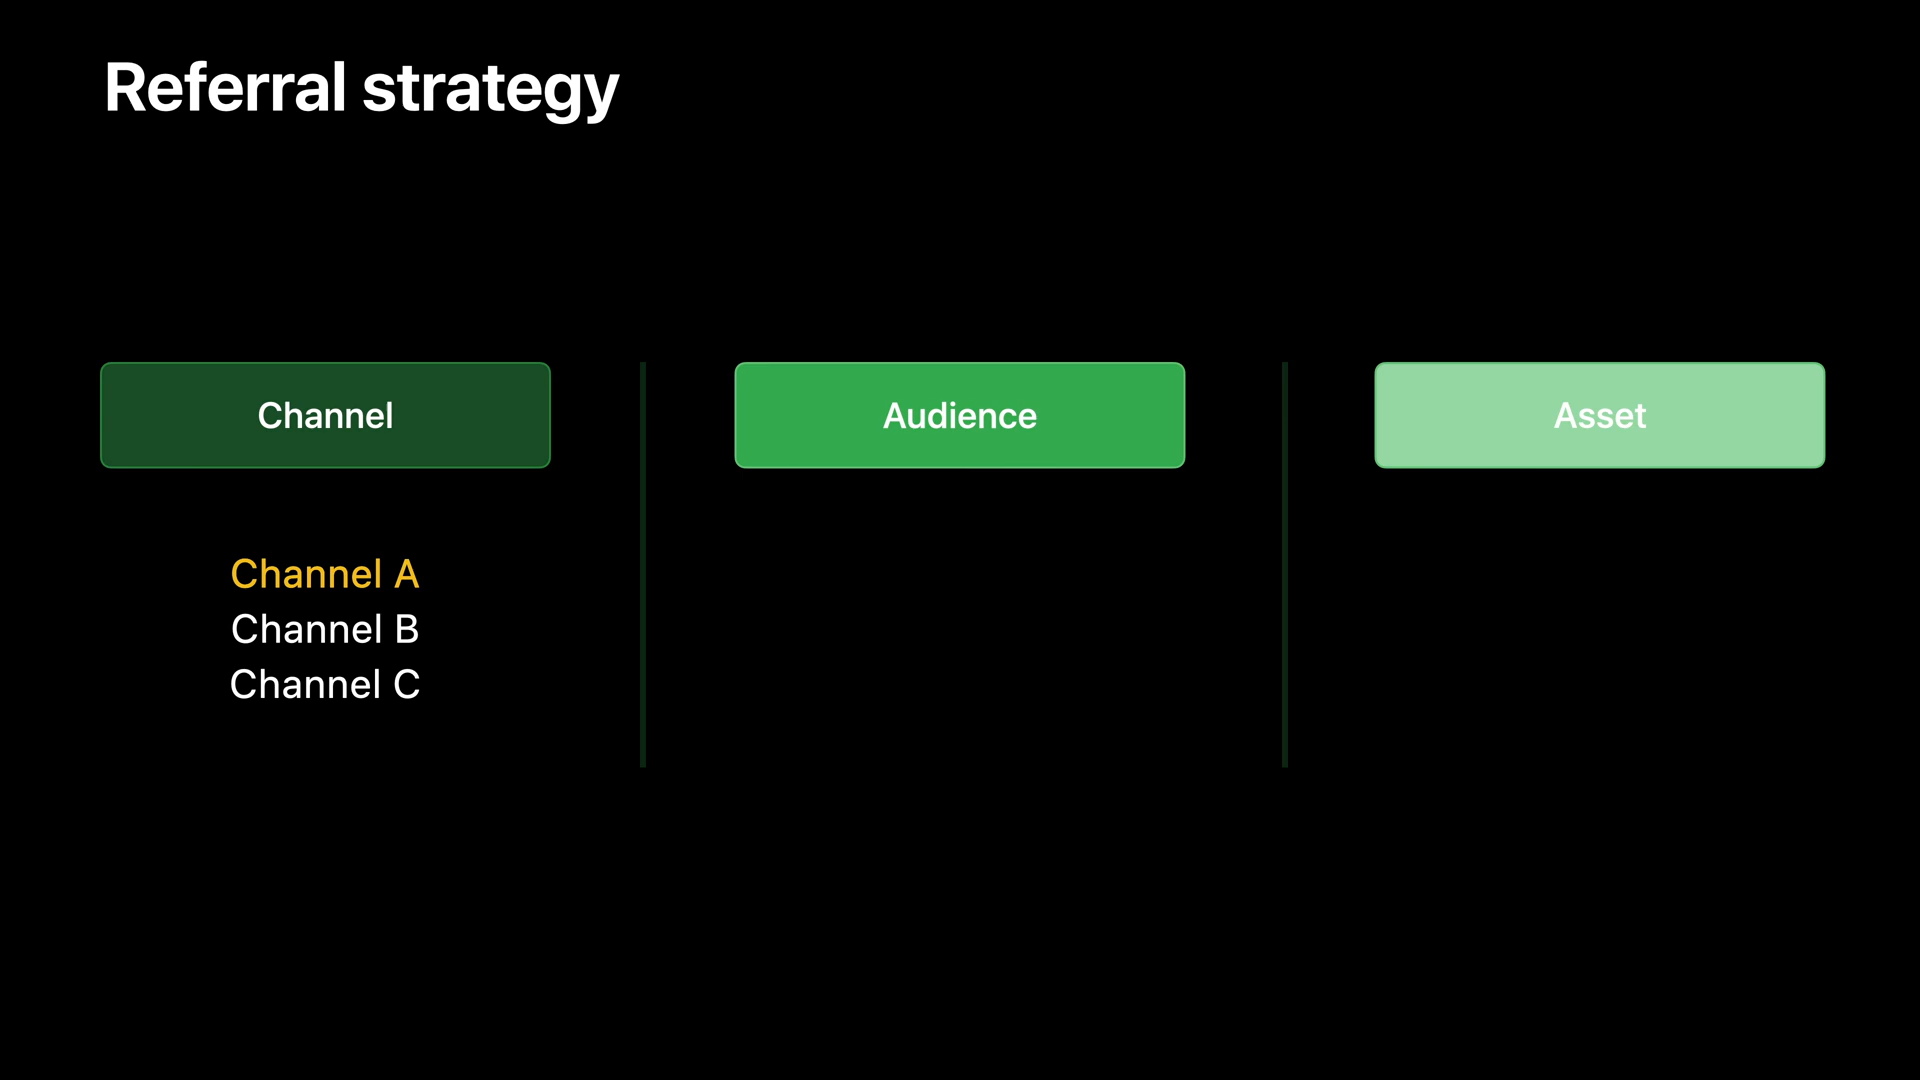 Referral strategy
Channel
Audience
Asset
Channel A
Channel B
Channel C